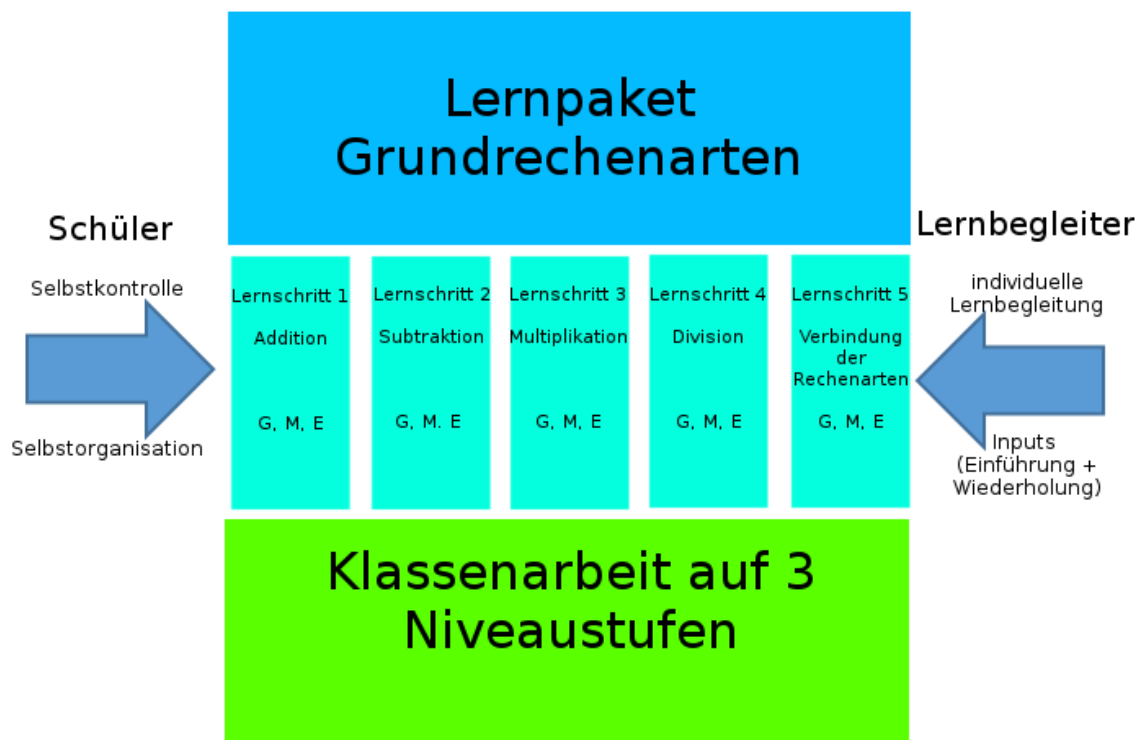 Lernpaket
Grundrechenarten
Schüler
Selbstkontrolle
Selbstorganisation
Lernschritt 1
Addition
G, M, E
Lernschritt 2
Subtraktion
G, M. E
Lernschritt 3
Multiplikation
G, M, E
Lernschritt 4
Division
G, M, E
Lernschritt 5
Verbindung
der
Rechenarten
G, M, E
Lernbegleiter
individuelle
Lernbegleitung
Inputs
(Einführung +
Wiederholung)
Klassenarbeit auf 3
Niveaustufen